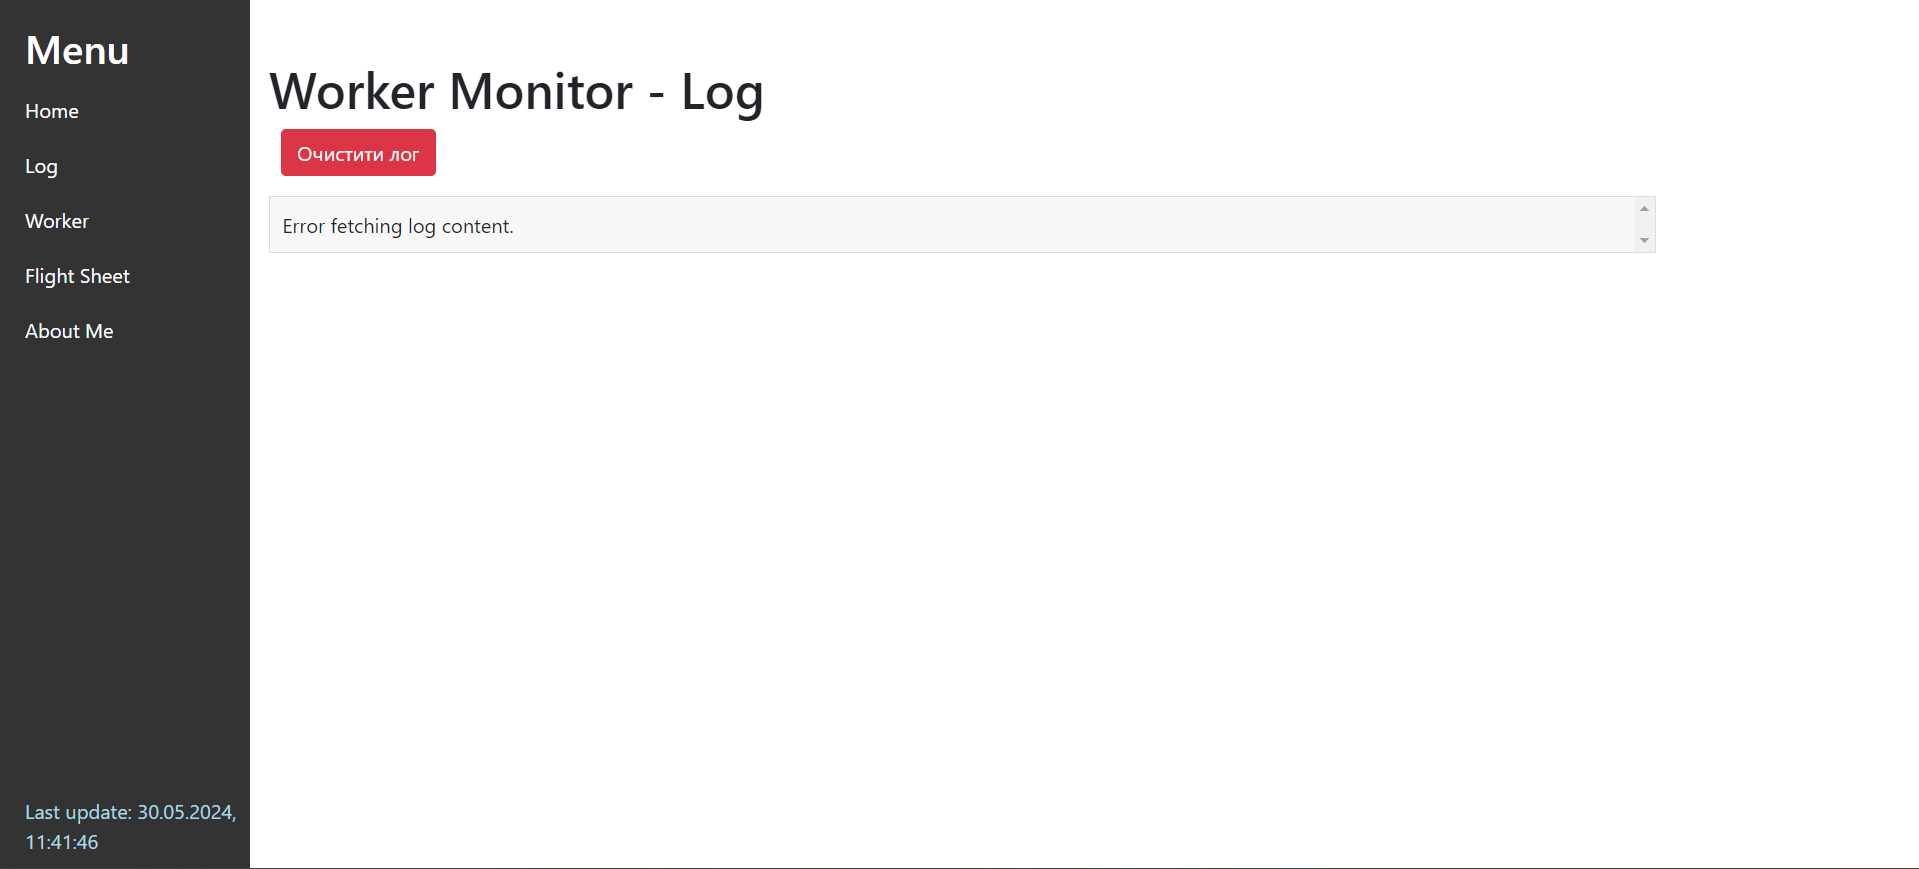 Menu
Home
Log
Worker
Flight Sheet
About Me
Last update: 30.05.2024,
11:41:46
Worker Monitor - Log
Очистити лог
Error fetching log content.